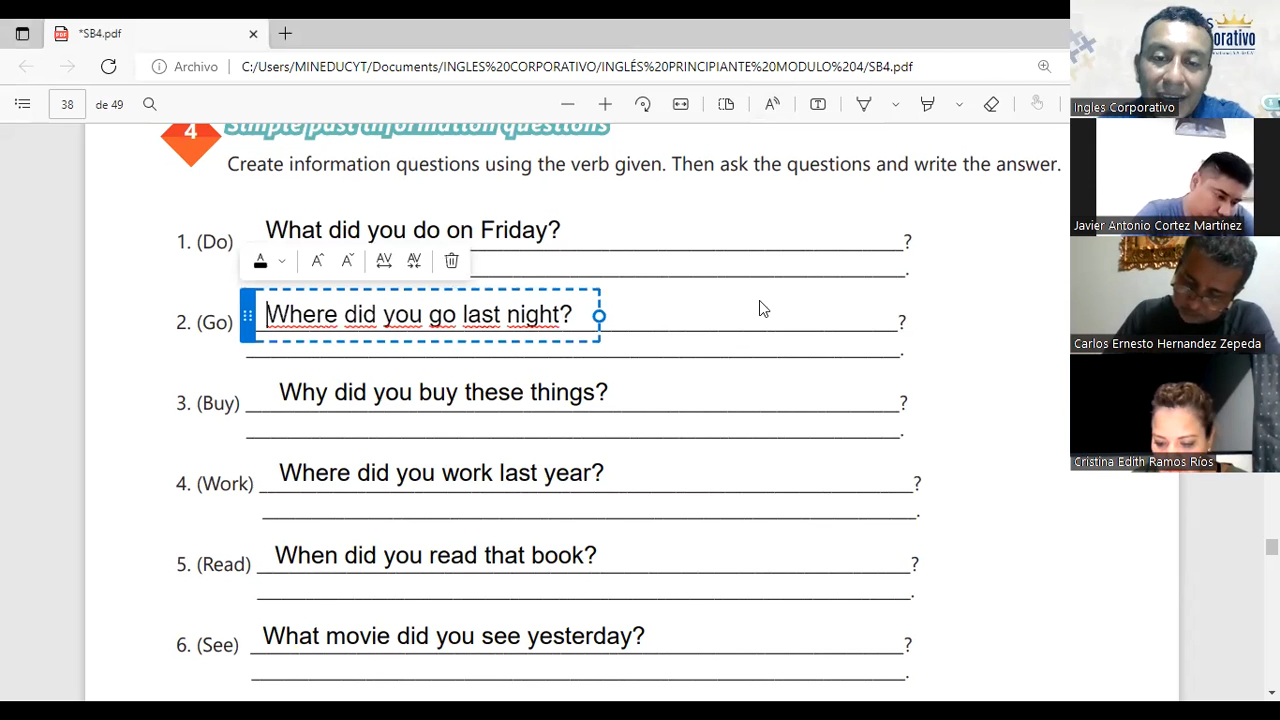 *SB4.pdf
Archivo C:/Users/MINEDUCYT/Documents/INGLES%20CORPORATIVO/INGLÉS%20PRINCIPIANTE%20MODULO%204/SB4.pdf
38 de 49
4 Simple past information questions
Create information questions using the verb given. Then ask the questions and write the answer.
1. (Do) What did you do on Friday? ?
.
2. (Go) Where did you go last night? ?
.
3. (Buy) Why did you buy these things? ?
.
4. (Work) Where did you work last year? ?
.
5. (Read) When did you read that book? ?
.
6. (See) What movie did you see yesterday? ?
.
Ingles Corporativo
Javier Antonio Cortez Martínez
Carlos Ernesto Hernandez Zepeda
Cristina Edith Ramos Ríos